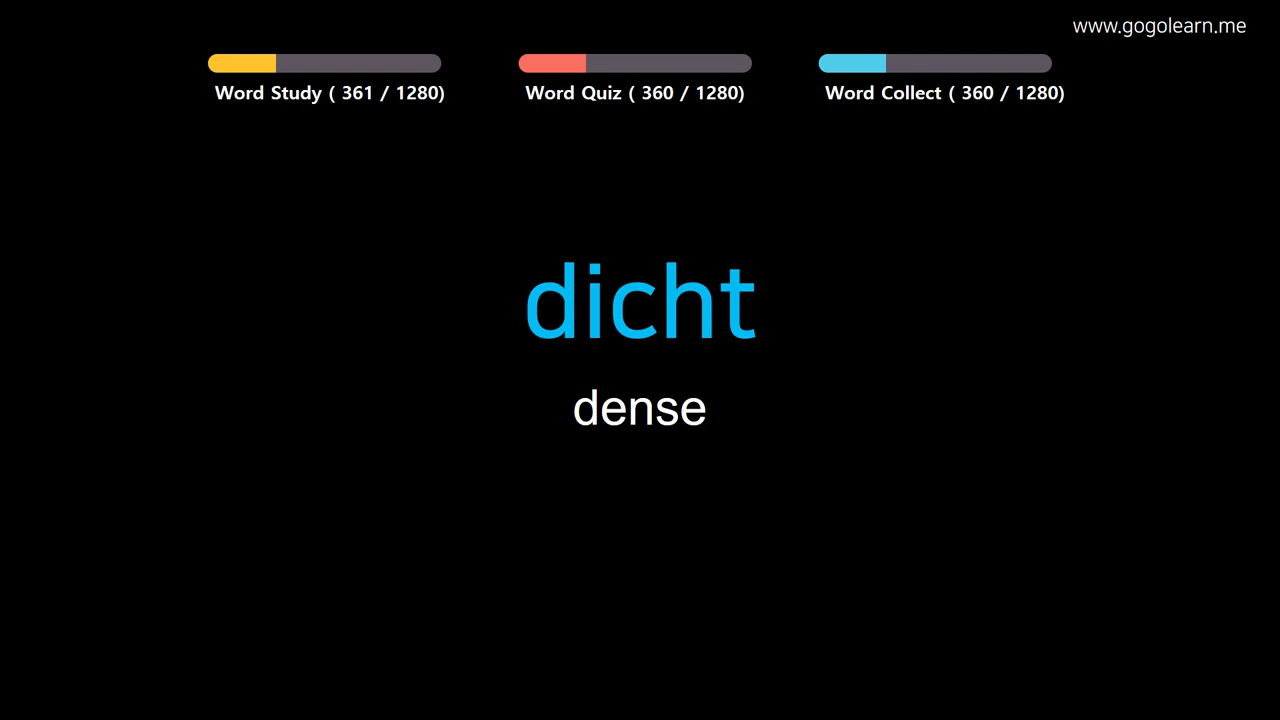 www.gogolearn.me
Word Study ( 361 / 1280)
Word Quiz ( 360 / 1280)
Word Collect ( 360 / 1280)
dicht
dense